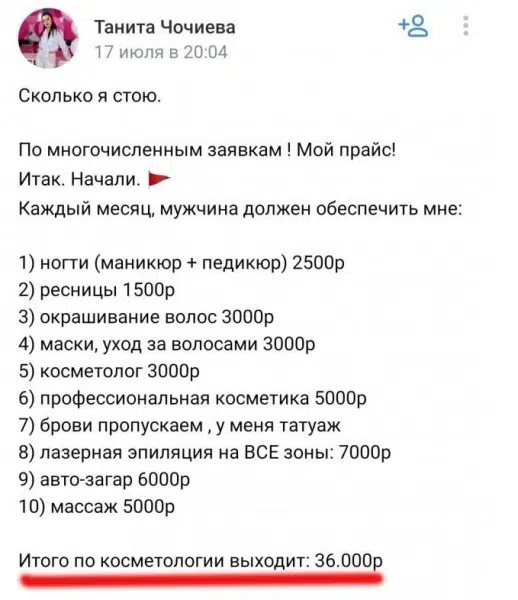 Танита Чочиева
17 июля в 20:04
Сколько я стою.
По многочисленным заявкам ! Мой прайс!
Итак. Начали. 🚩
Каждый месяц, мужчина должен обеспечить мне:
1) ногти (маникюр + педикюр) 2500р
2) ресницы 1500р
3) окрашивание волос 3000р
4) маски, уход за волосами 3000р
5) косметолог 3000р
6) профессиональная косметика 5000р
7) брови пропускаем , у меня татуаж
8) лазерная эпиляция на ВСЕ зоны: 7000р
9) авто-загар 6000р
10) массаж 5000р
Итого по косметологии выходит: 36.000р